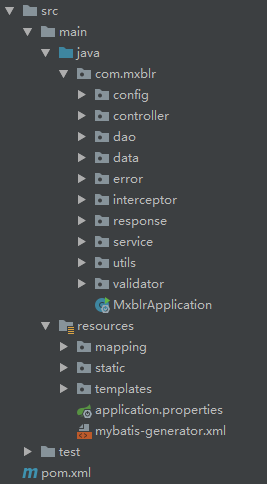 src
main
java
com.mxblr
config
controller
dao
data
error
interceptor
response
service
utils
validator
MxblrApplication
resources
mapping
static
templates
application.properties
mybatis-generator.xml
test
pom.xml